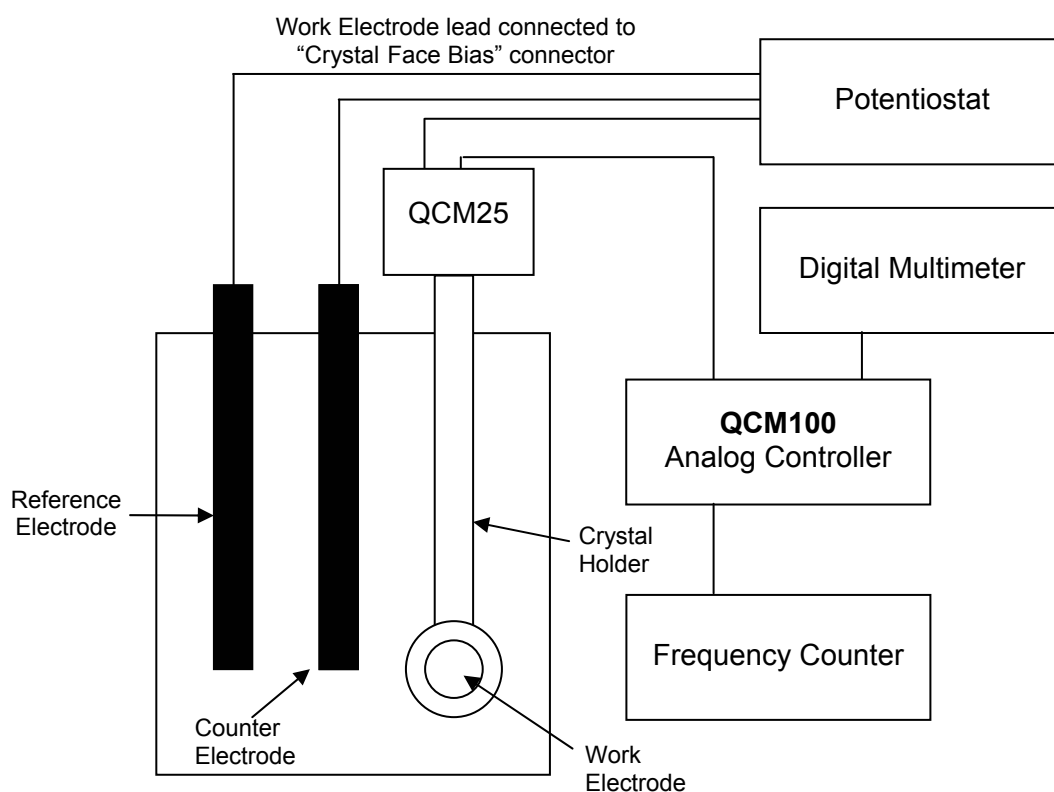 Work Electrode lead connected to
“Crystal Face Bias” connector
Potentiostat
QCM25
Digital Multimeter
QCM100
Analog Controller
Reference
Electrode
Crystal
Holder
Frequency Counter
Counter
Electrode
Work
Electrode